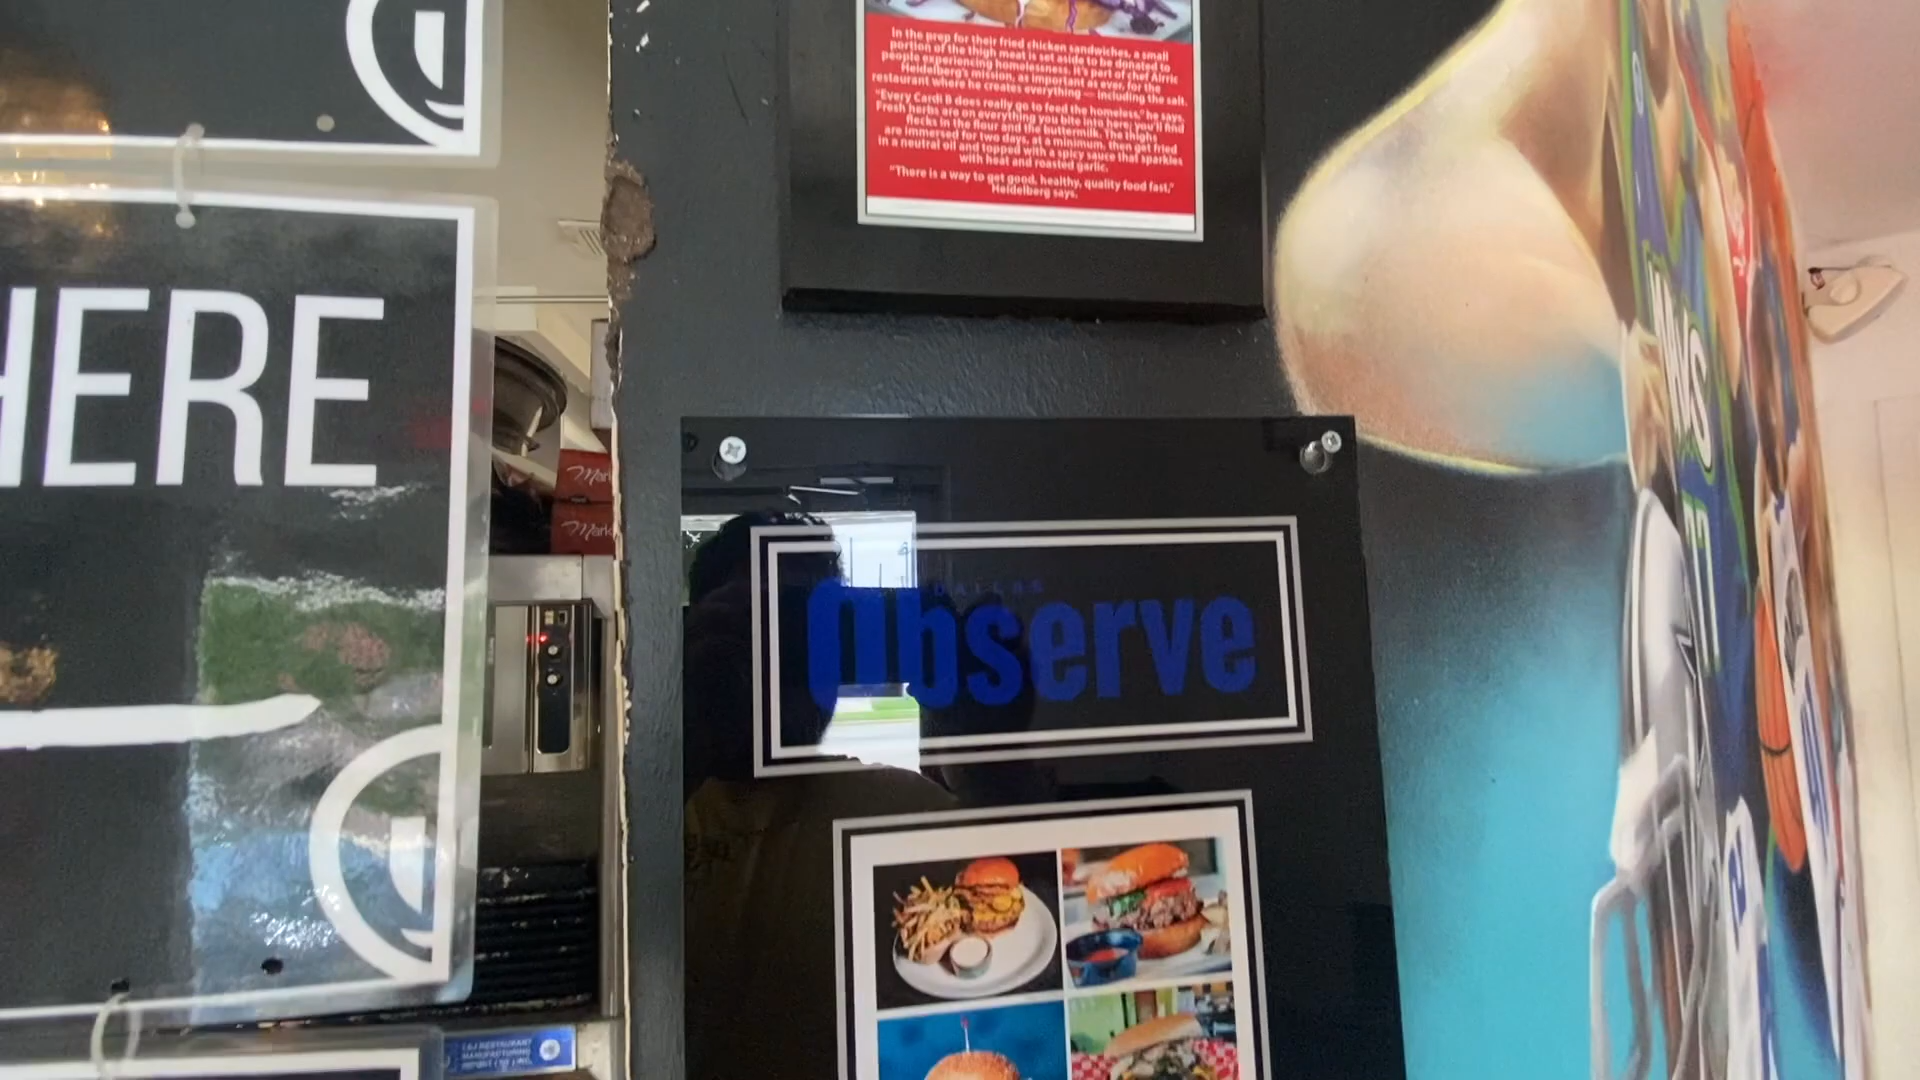 In the prep for their fried chicken sandwiches, a small
portion of the thigh meat is set aside to be donated to
people experiencing homelessness. It's part of chef Airric
Heidelberg's mission, as important as ever, for the
restaurant where he creates everything — including the salt.
"Every Cardi B does really go to feed the homeless," he says.
Fresh herbs are on everything you bite into here; you'll find
flecks in the flour and the buttermilk. The thighs
are immersed for two days, at a minimum, then get fried
in a neutral oil and topped with a spicy sauce that sparkles
with heat and roasted garlic.
"There is a way to get good, healthy, quality food fast,"
Heidelberg says.
HERE
Mark
Mark
DALLAS
Observe
77